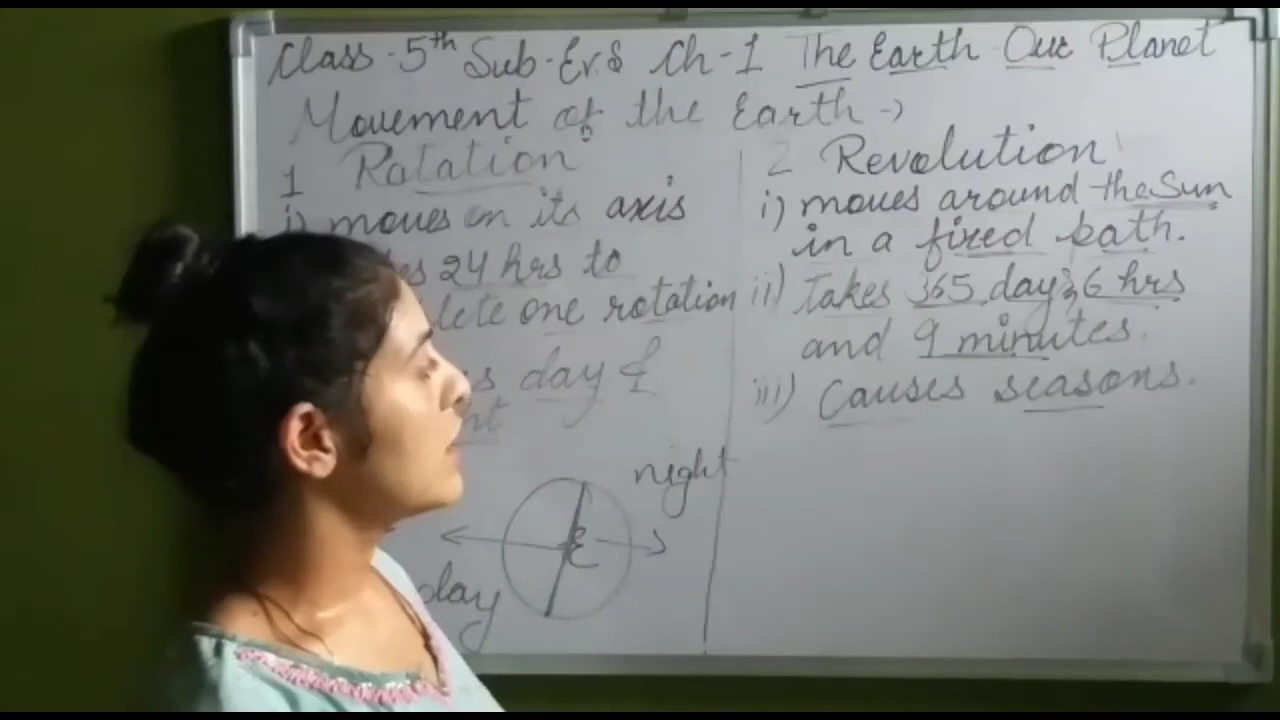 Class-5th Sub-EVS Ch-1 The Earth Our Planet
Movement of the Earth →
1 Rotation
i) moves on its axis
24 hrs to
one rotation
day &
night
day
2 Revolution
i) moves around the Sun
in a fixed path.
ii) Takes 365 days, 6 hrs
and 9 minutes.
iii) Causes seasons.
E